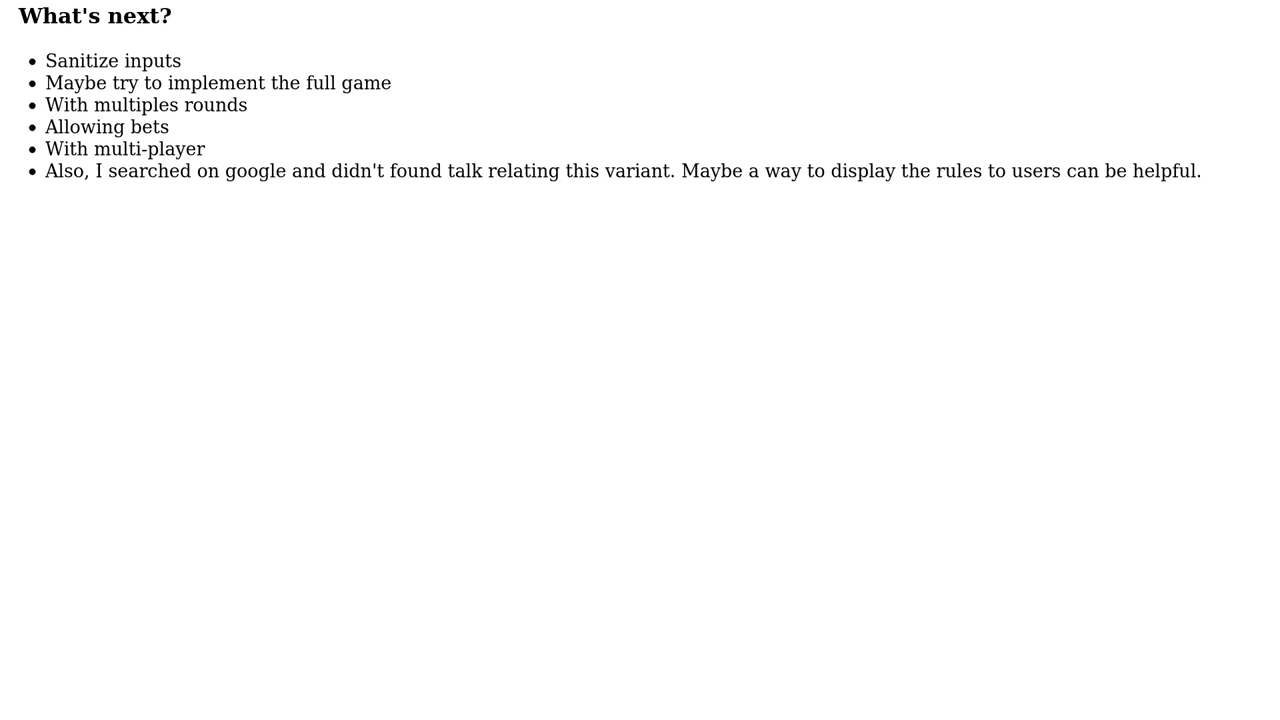 What's next?
Sanitize inputs
Maybe try to implement the full game
With multiples rounds
Allowing bets
With multi-player
Also, I searched on google and didn't found talk relating this variant. Maybe a way to display the rules to users can be helpful.